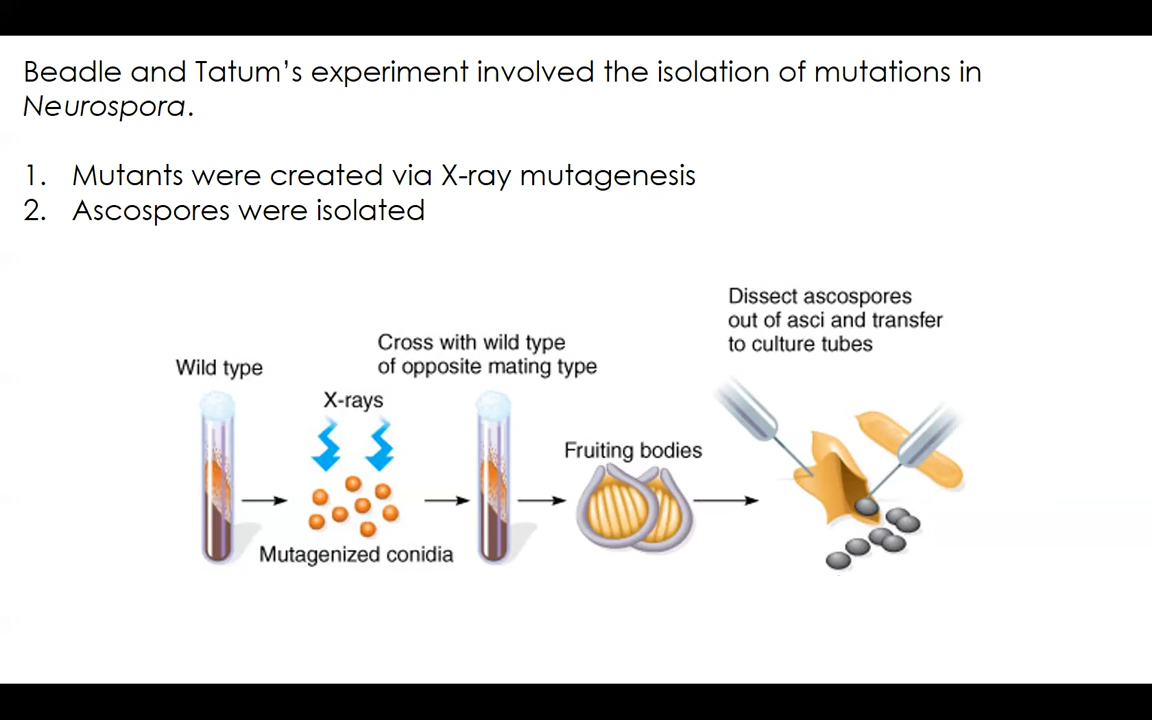 Beadle and Tatum’s experiment involved the isolation of mutations in
Neurospora.
1. Mutants were created via X-ray mutagenesis
2. Ascospores were isolated
Dissect ascospores
out of asci and transfer
to culture tubes
Cross with wild type
of opposite mating type
Wild type
X-rays
Fruiting bodies
Mutagenized conidia